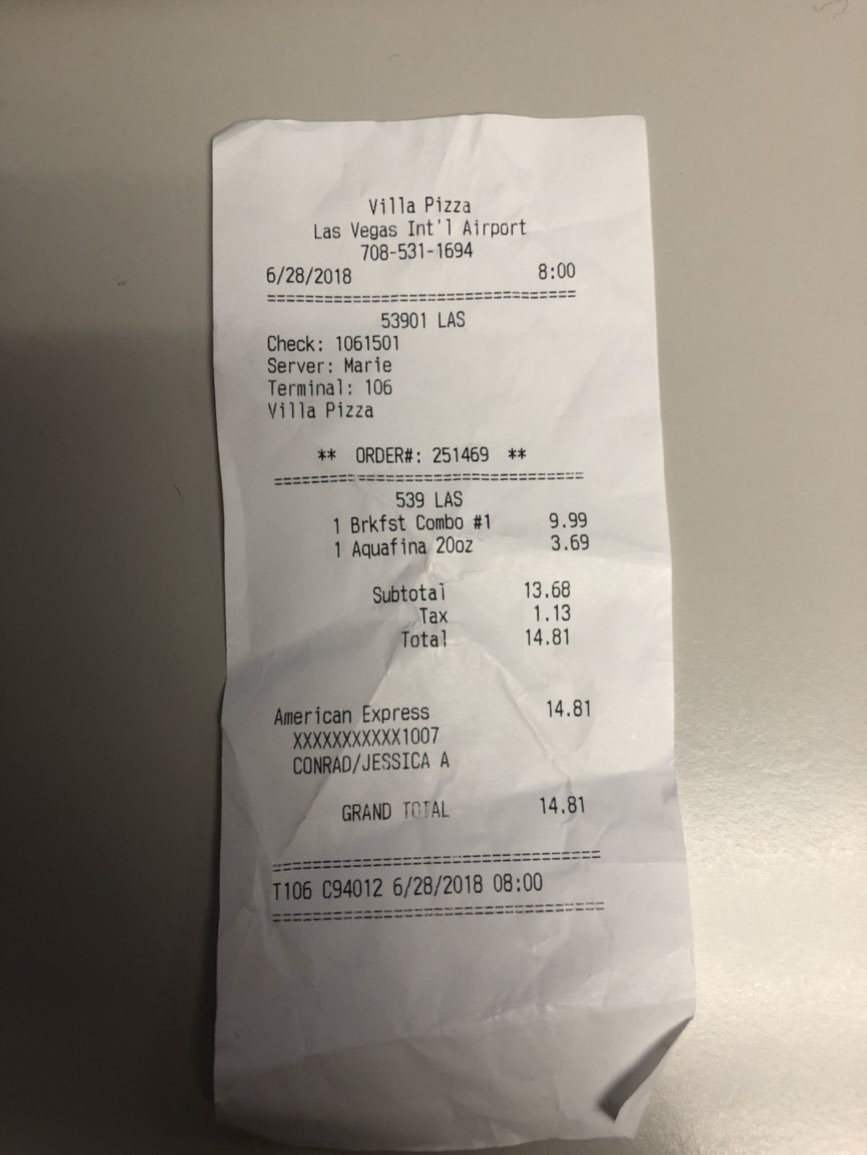 Villa Pizza
Las Vegas Int'l Airport
708-531-1694
6/28/2018 8:00
================================
53901 LAS
Check: 1061501
Server: Marie
Terminal: 106
Villa Pizza
** ORDER#: 251469 **
================================
539 LAS
1 Brkfst Combo #1 9.99
1 Aquafina 20oz 3.69
Subtotal 13.68
Tax 1.13
Total 14.81
American Express 14.81
XXXXXXXXXXX1007
CONRAD/JESSICA A
GRAND TOTAL 14.81
================================
T106 C94012 6/28/2018 08:00
================================